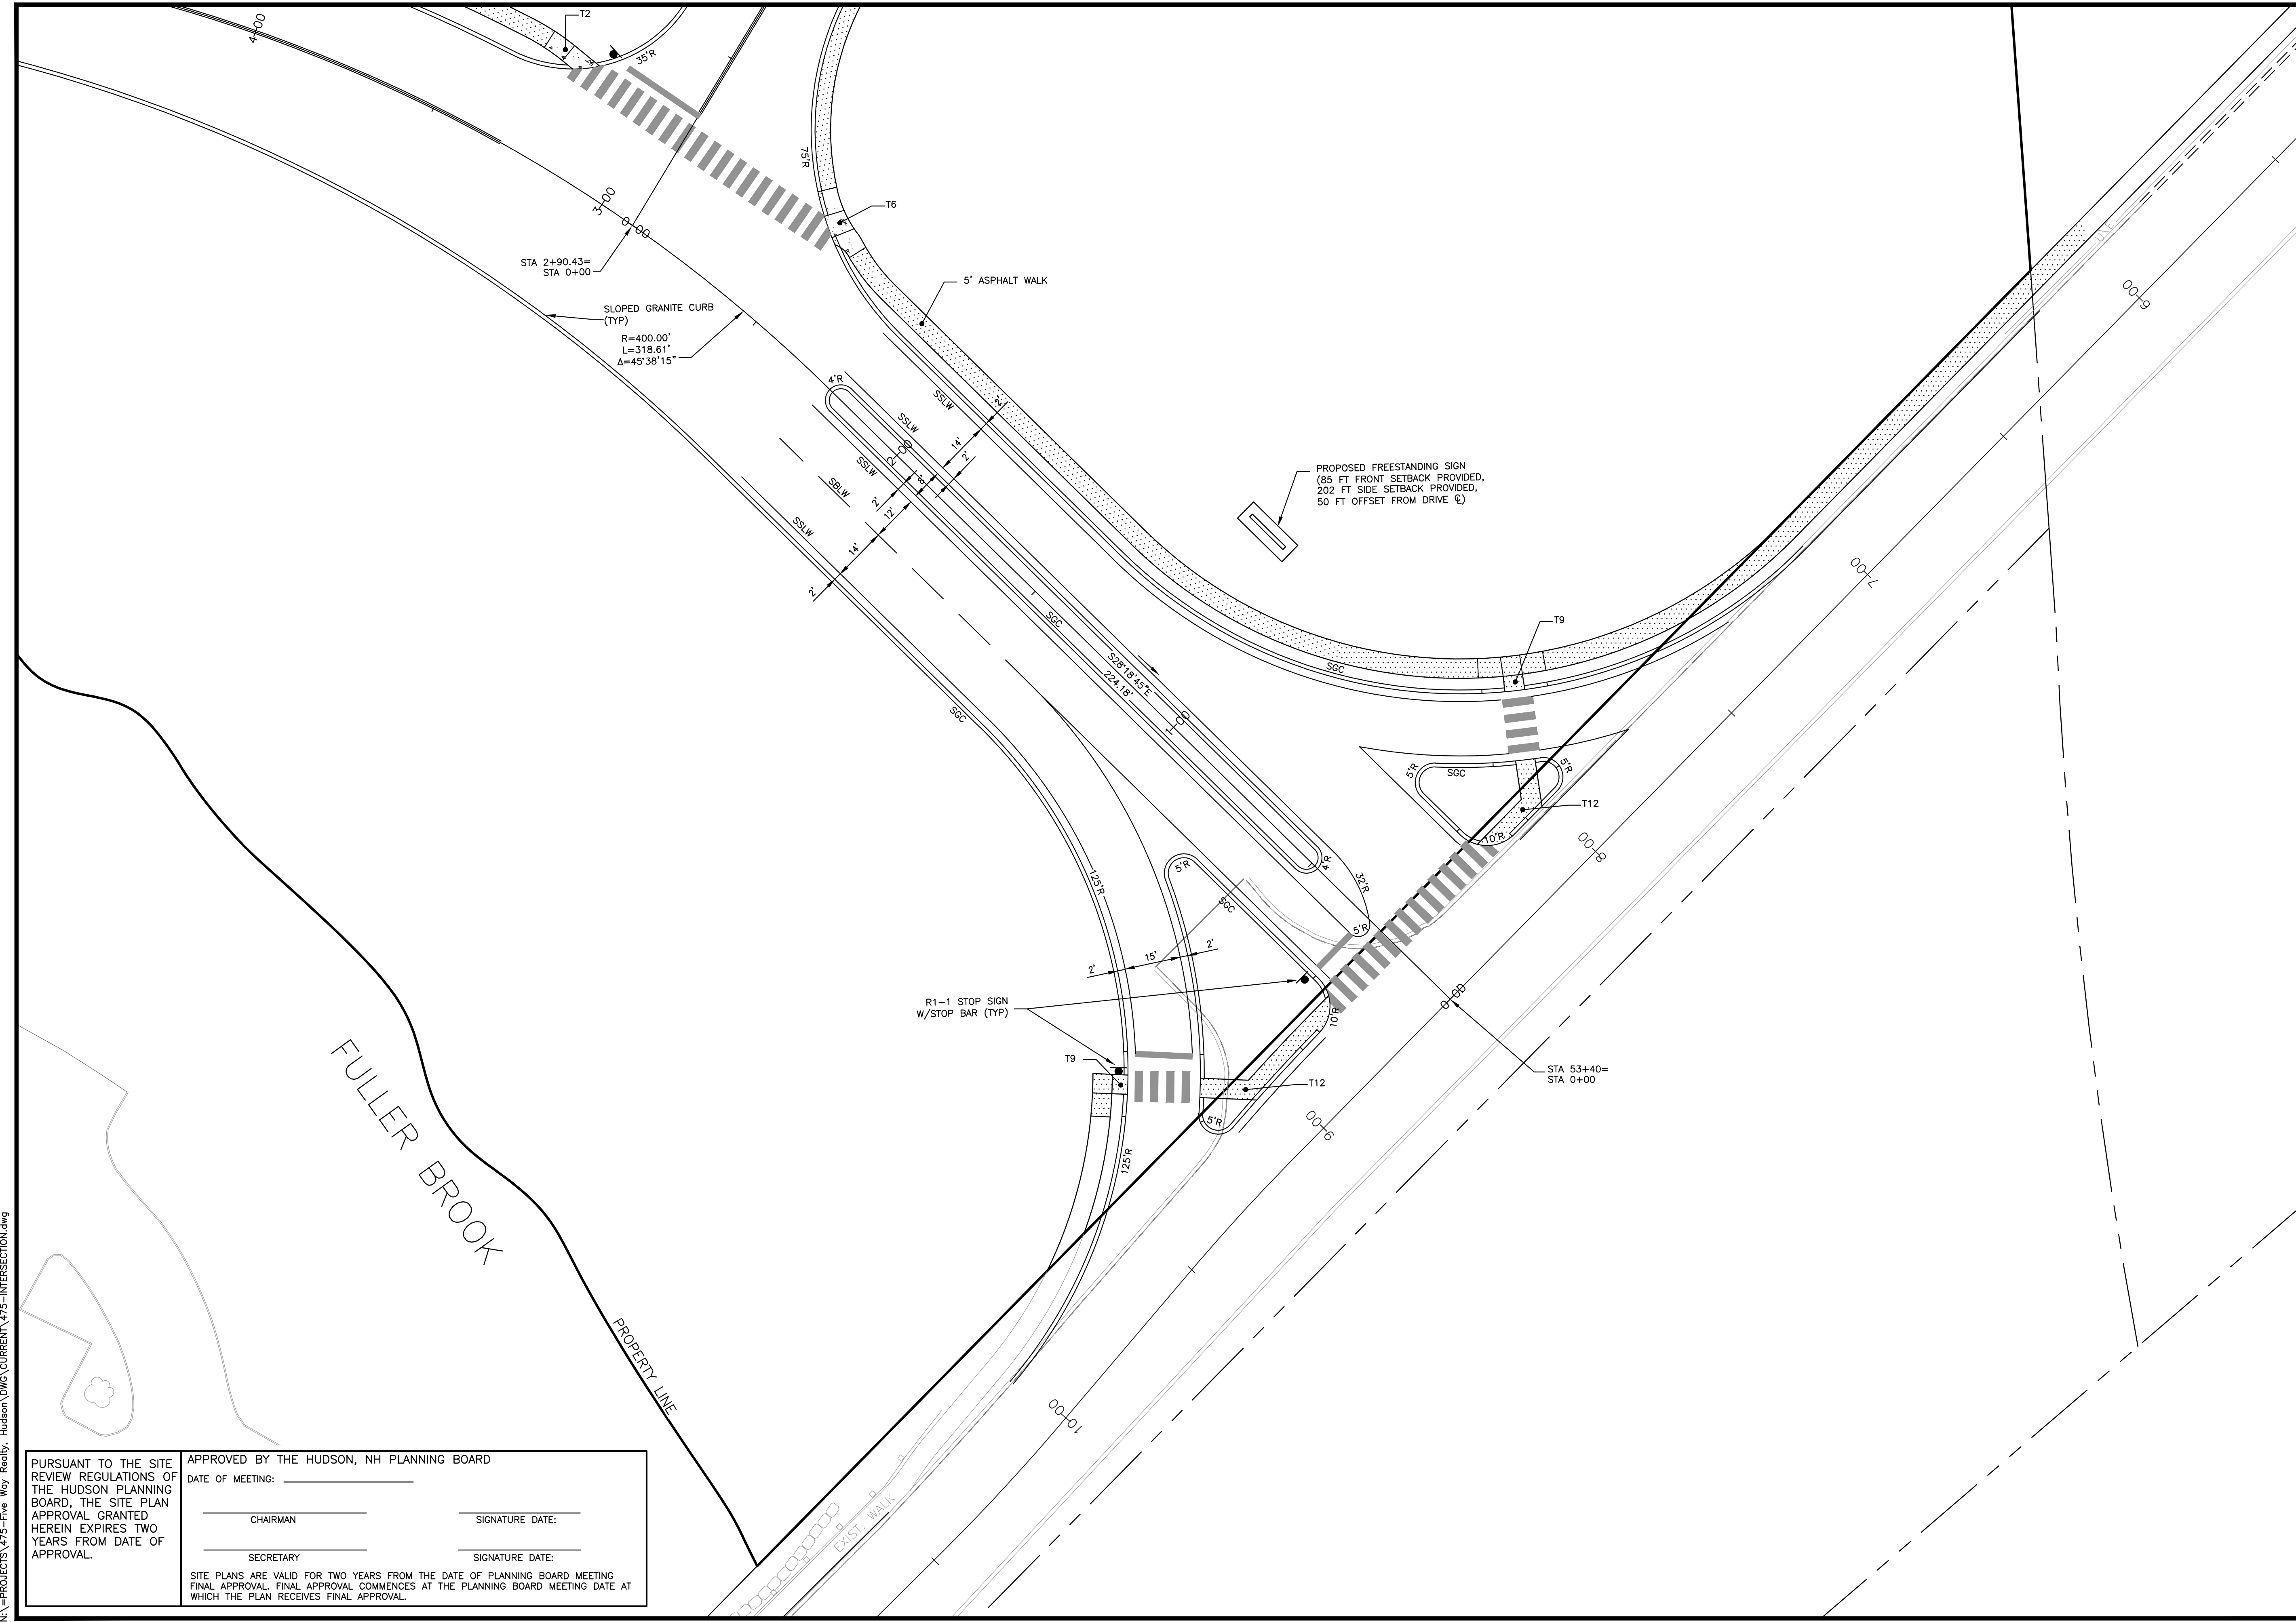 T2
4+00
35'R
75'R
T6
3+00
0+00
STA 2+90.43=
STA 0+00
5' ASPHALT WALK
LINE
6+00
SLOPED GRANITE CURB
(TYP)
R=400.00'
L=318.61'
Δ=45°38'15"
4'R
SSLW
SSLW
2'
14'
2'
2+00
SSLW
8'
2'
12'
SBLW
14'
SSLW
2'
PROPOSED FREESTANDING SIGN
(85 FT FRONT SETBACK PROVIDED,
202 FT SIDE SETBACK PROVIDED,
50 FT OFFSET FROM DRIVE ℄)
7+00
SGC
T9
SGC
S28°18'45"E
224.18'
SGC
1+00
5'R
SGC
5'R
T12
10'R
8+00
4'R
32'R
125'R
5'R
SGC
5'R
2'
15'
2'
R1-1 STOP SIGN
W/STOP BAR (TYP)
0+00
10'R
T9
STA 53+40=
STA 0+00
T12
5'R
9+00
125'R
FULLER BROOK
PROPERTY LINE
10+00
EXIST. WALK
N:\=PROJECTS\475-Five Way Realty, Hudson\DWG\CURRENT\475-INTERSECTION.dwg
PURSUANT TO THE SITE
REVIEW REGULATIONS OF
THE HUDSON PLANNING
BOARD, THE SITE PLAN
APPROVAL GRANTED
HEREIN EXPIRES TWO
YEARS FROM DATE OF
APPROVAL.
APPROVED BY THE HUDSON, NH PLANNING BOARD
DATE OF MEETING:
CHAIRMAN
SIGNATURE DATE:
SECRETARY
SIGNATURE DATE:
SITE PLANS ARE VALID FOR TWO YEARS FROM THE DATE OF PLANNING BOARD MEETING
FINAL APPROVAL. FINAL APPROVAL COMMENCES AT THE PLANNING BOARD MEETING DATE AT
WHICH THE PLAN RECEIVES FINAL APPROVAL.